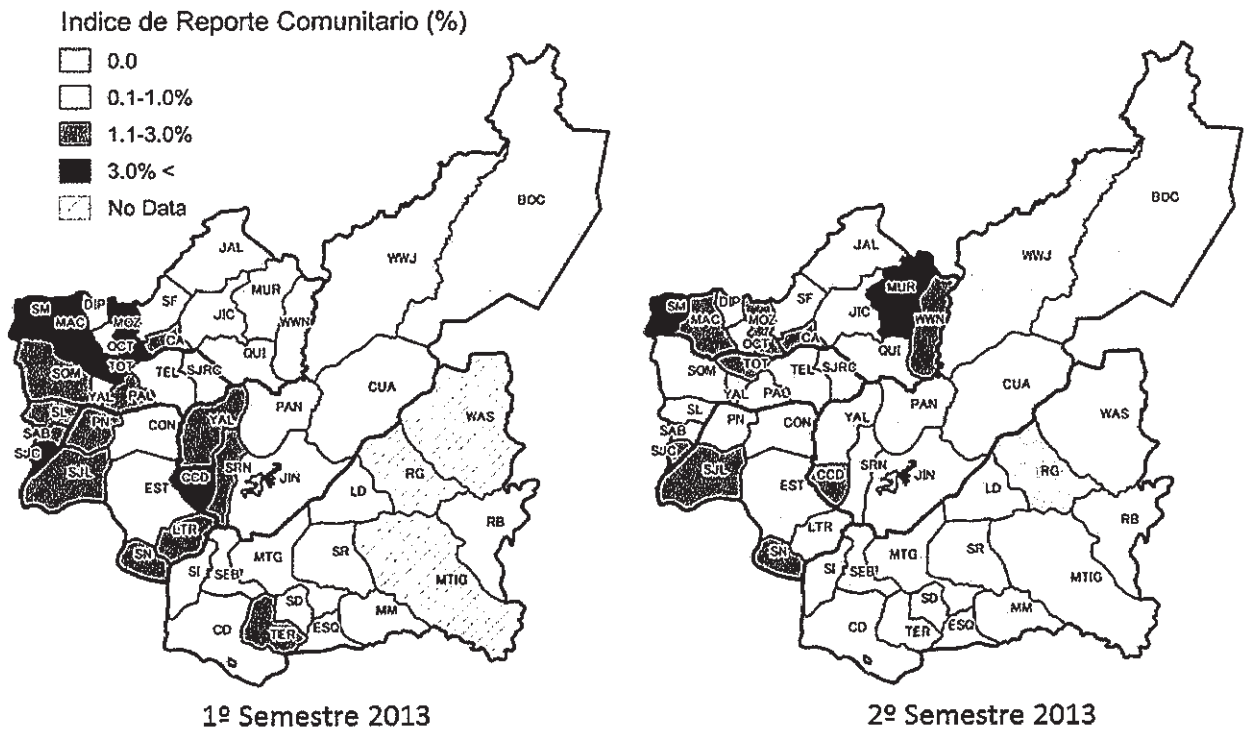 Indice de Reporte Comunitario (%)
0.0
0.1-1.0%
1.1-3.0%
3.0% <
No Data
BOC
WWJ
JAL
SF
MUR
JIC
WWN
SM
DIP
MAC
MOZ
OCT
CA
TOT
QUI
SOM
TEL
SJRC
YAL
PAL
CUA
PAN
SL
PN
CON
YAL
WAS
SAB
SJC
SJL
CCD
SRN
JIN
RG
EST
LD
RB
LTR
SN
MTG
SR
SI
SEB
MTIG
SD
MM
CD
TER
ESQ
1º Semestre 2013
BOC
WWJ
JAL
SF
MUR
JIC
WWN
SM
DIP
MAC
MOZ
OCT
CA
TOT
QUI
SOM
TEL
SJRC
YAL
PAL
CUA
PAN
SL
PN
CON
YAL
WAS
SAB
SJC
SJL
CCD
SRN
JIN
RG
EST
LD
RB
LTR
SN
MTG
SR
SI
SEB
MTIG
SD
MM
CD
TER
ESQ
2º Semestre 2013